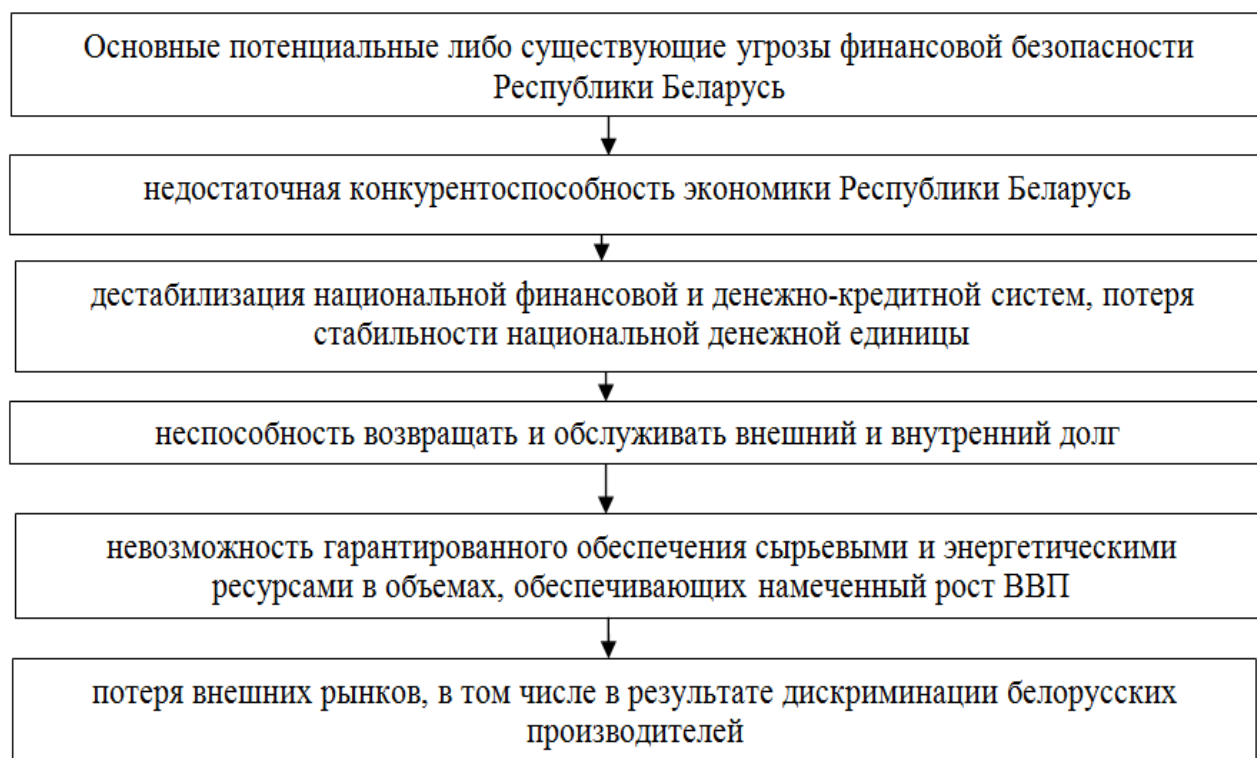 Основные потенциальные либо существующие угрозы финансовой безопасности
Республики Беларусь
недостаточная конкурентоспособность экономики Республики Беларусь
дестабилизация национальной финансовой и денежно-кредитной систем, потеря
стабильности национальной денежной единицы
неспособность возвращать и обслуживать внешний и внутренний долг
невозможность гарантированного обеспечения сырьевыми и энергетическими
ресурсами в объемах, обеспечивающих намеченный рост ВВП
потеря внешних рынков, в том числе в результате дискриминации белорусских
производителей